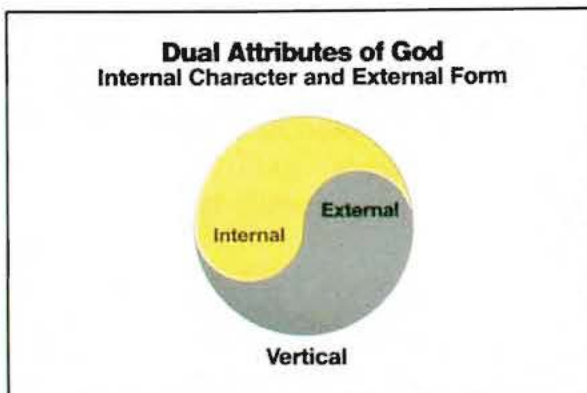 Dual Attributes of God
Internal Character and External Form
External
Internal
Vertical